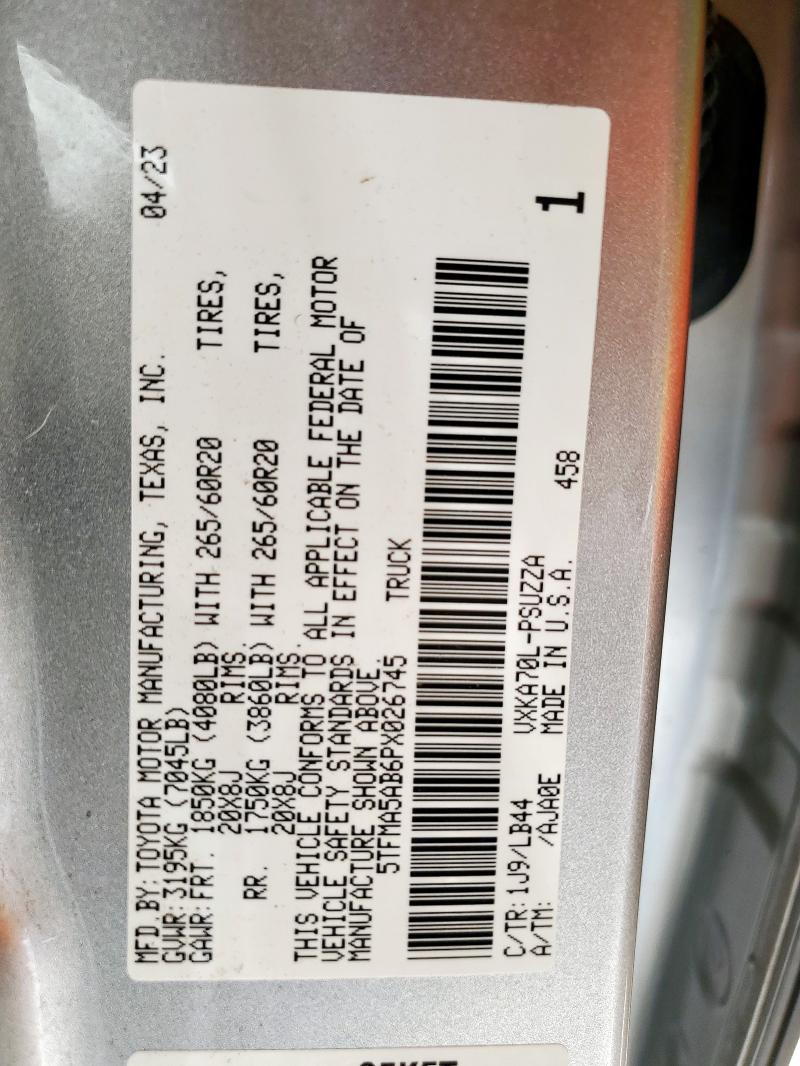 MFD.BY: TOYOTA MOTOR MANUFACTURING, TEXAS, INC. 04/23
GVWR: 3195KG (7045LB)
GAWR: FRT. 1850KG (4080LB) WITH 265/60R20 TIRES,
20X8J RIMS.
RR. 1750KG (3860LB) WITH 265/60R20 TIRES,
20X8J RIMS.
THIS VEHICLE CONFORMS TO ALL APPLICABLE FEDERAL MOTOR
VEHICLE SAFETY STANDARDS IN EFFECT ON THE DATE OF
MANUFACTURE SHOWN ABOVE.
5TFMA5AB6PX026745 TRUCK
C/TR: 1J9/LB44 VXKA70L-PSUZZA
A/TM: /AJA0E MADE IN U.S.A. 458
1